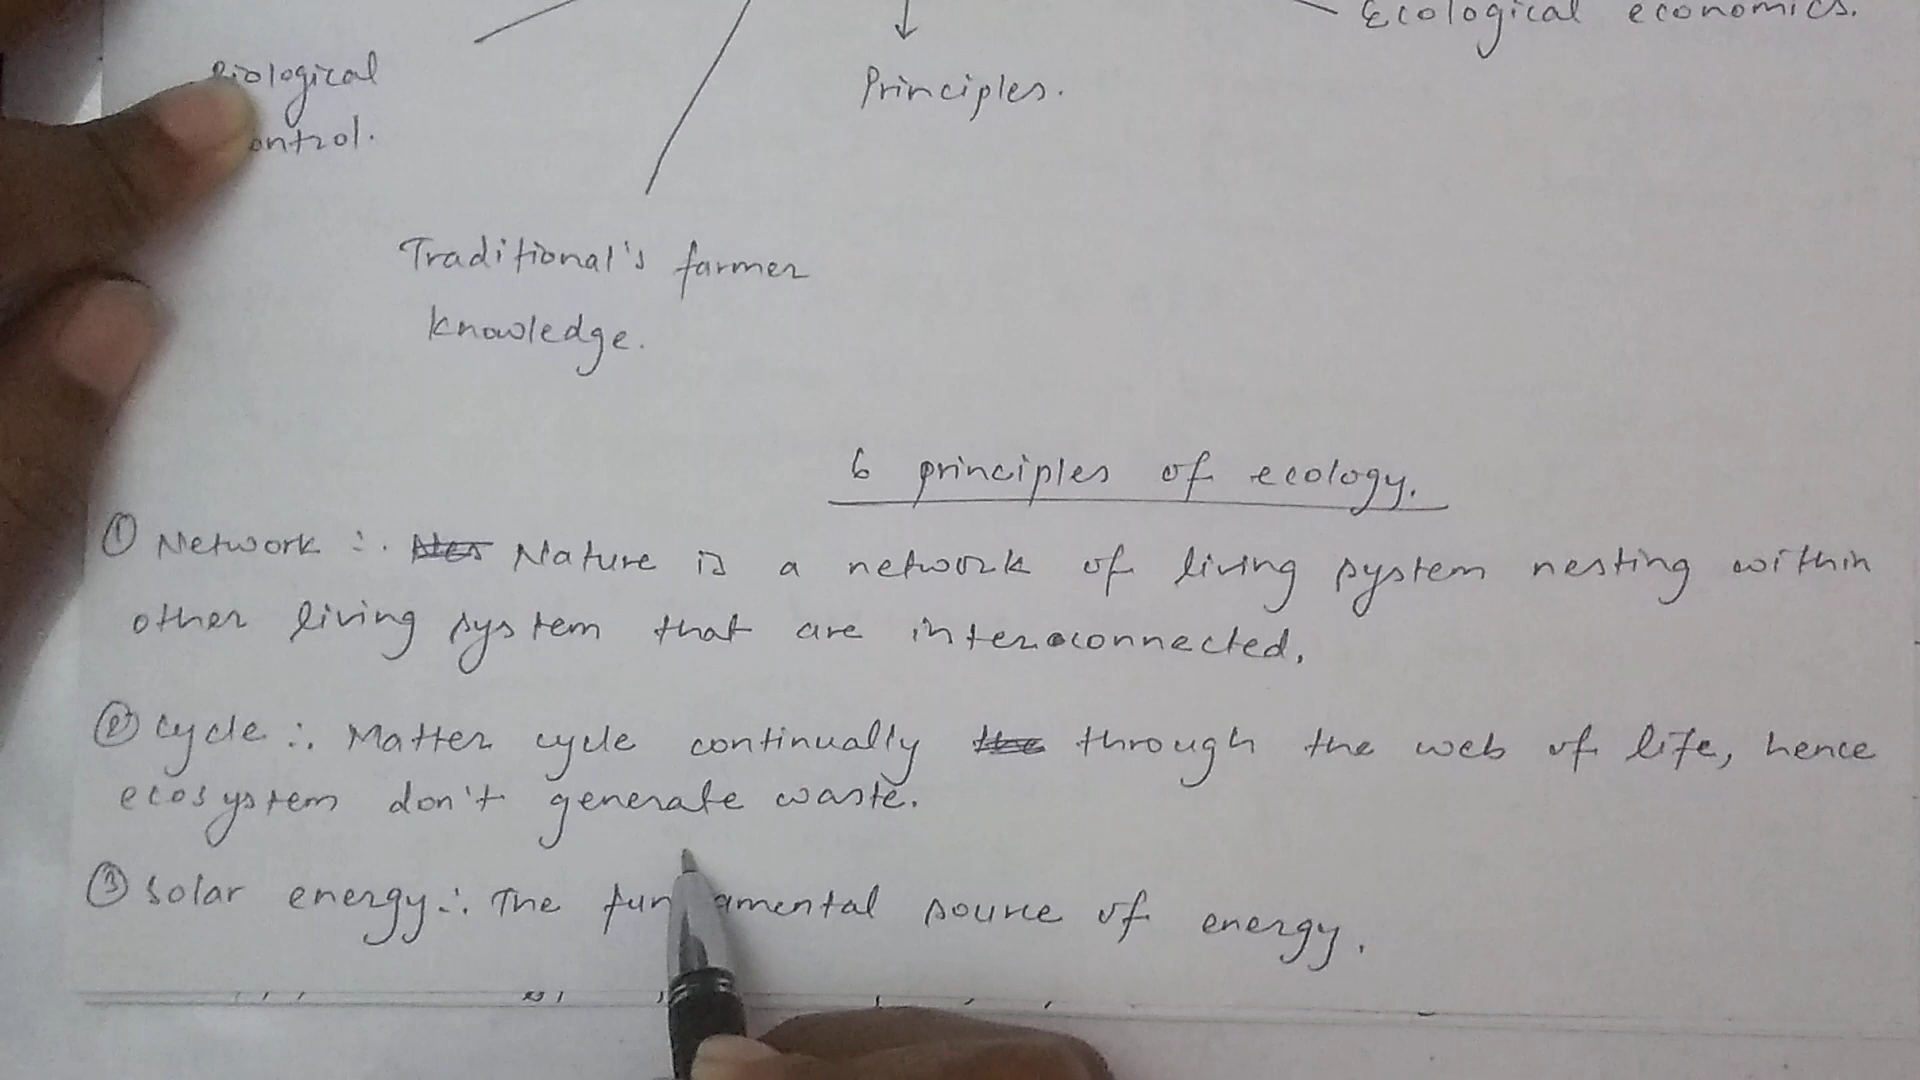 Ecological economics.
Biological
Principles.
ontrol.
Traditional's farmer
knowledge.
6 principles of ecology.
① Network :. Nature is a network of living system nesting within
other living system that are interconnected.
② Cycle :. Matter cycle continually through the web of life, hence
ecosystem don't generate waste.
③ Solar energy :. The fundamental source of energy.